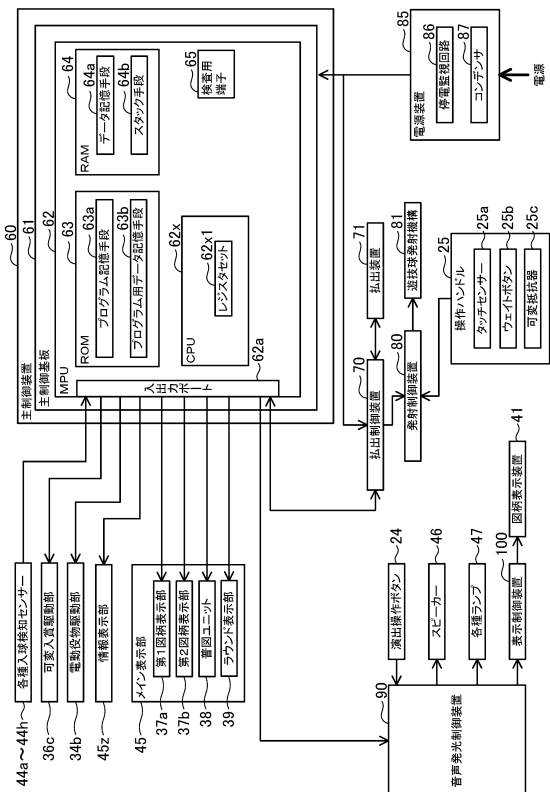 60
主制御装置
61
主制御基板
62
MPU
63
ROM
63a
プログラム記憶手段
63b
プログラム用データ記憶手段
64
RAM
64a
データ記憶手段
64b
スタック手段
65
検査用
端子
62x
CPU
62x1
レジスタセット
62a
入出力ポート
44a～44h
各種入球検知センサー
36c
可変入賞駆動部
34b
電動役物駆動部
45z
情報表示部
45
メイン表示部
37a
第1図柄表示部
37b
第2図柄表示部
38
普図ユニット
39
ラウンド表示部
70
払出制御装置
71
払出装置
80
発射制御装置
81
遊技球発射機構
85
電源装置
86
停電監視回路
87
コンデンサ
電源
25
操作ハンドル
25a
タッチセンサー
25b
ウェイトボタン
25c
可変抵抗器
90
音声発光制御装置
24
演出操作ボタン
46
スピーカー
47
各種ランプ
100
表示制御装置
41
図柄表示装置